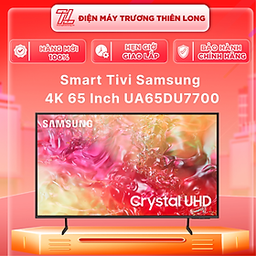 TL ĐIỆN MÁY TRƯƠNG THIÊN LONG
HÀNG MỚI 100%
HẸN GIỜ GIAO LẮP
BẢO HÀNH CHÍNH HÃNG
Smart Tivi Samsung
4K 65 Inch UA65DU7700
SAMSUNG
Crystal UHD